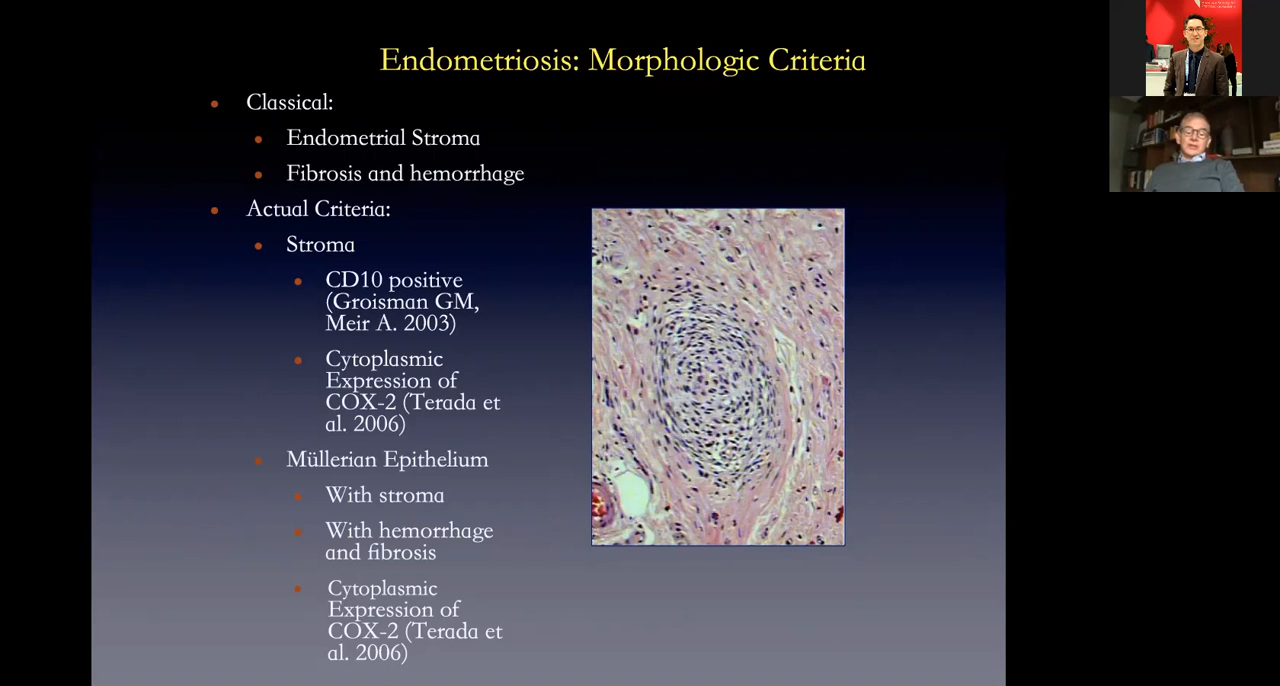 Endometriosis: Morphologic Criteria
Classical:
Endometrial Stroma
Fibrosis and hemorrhage
Actual Criteria:
Stroma
CD10 positive
(Groisman GM,
Meir A. 2003)
Cytoplasmic
Expression of
COX-2 (Terada et
al. 2006)
Müllerian Epithelium
With stroma
With hemorrhage
and fibrosis
Cytoplasmic
Expression of
COX-2 (Terada et
al. 2006)